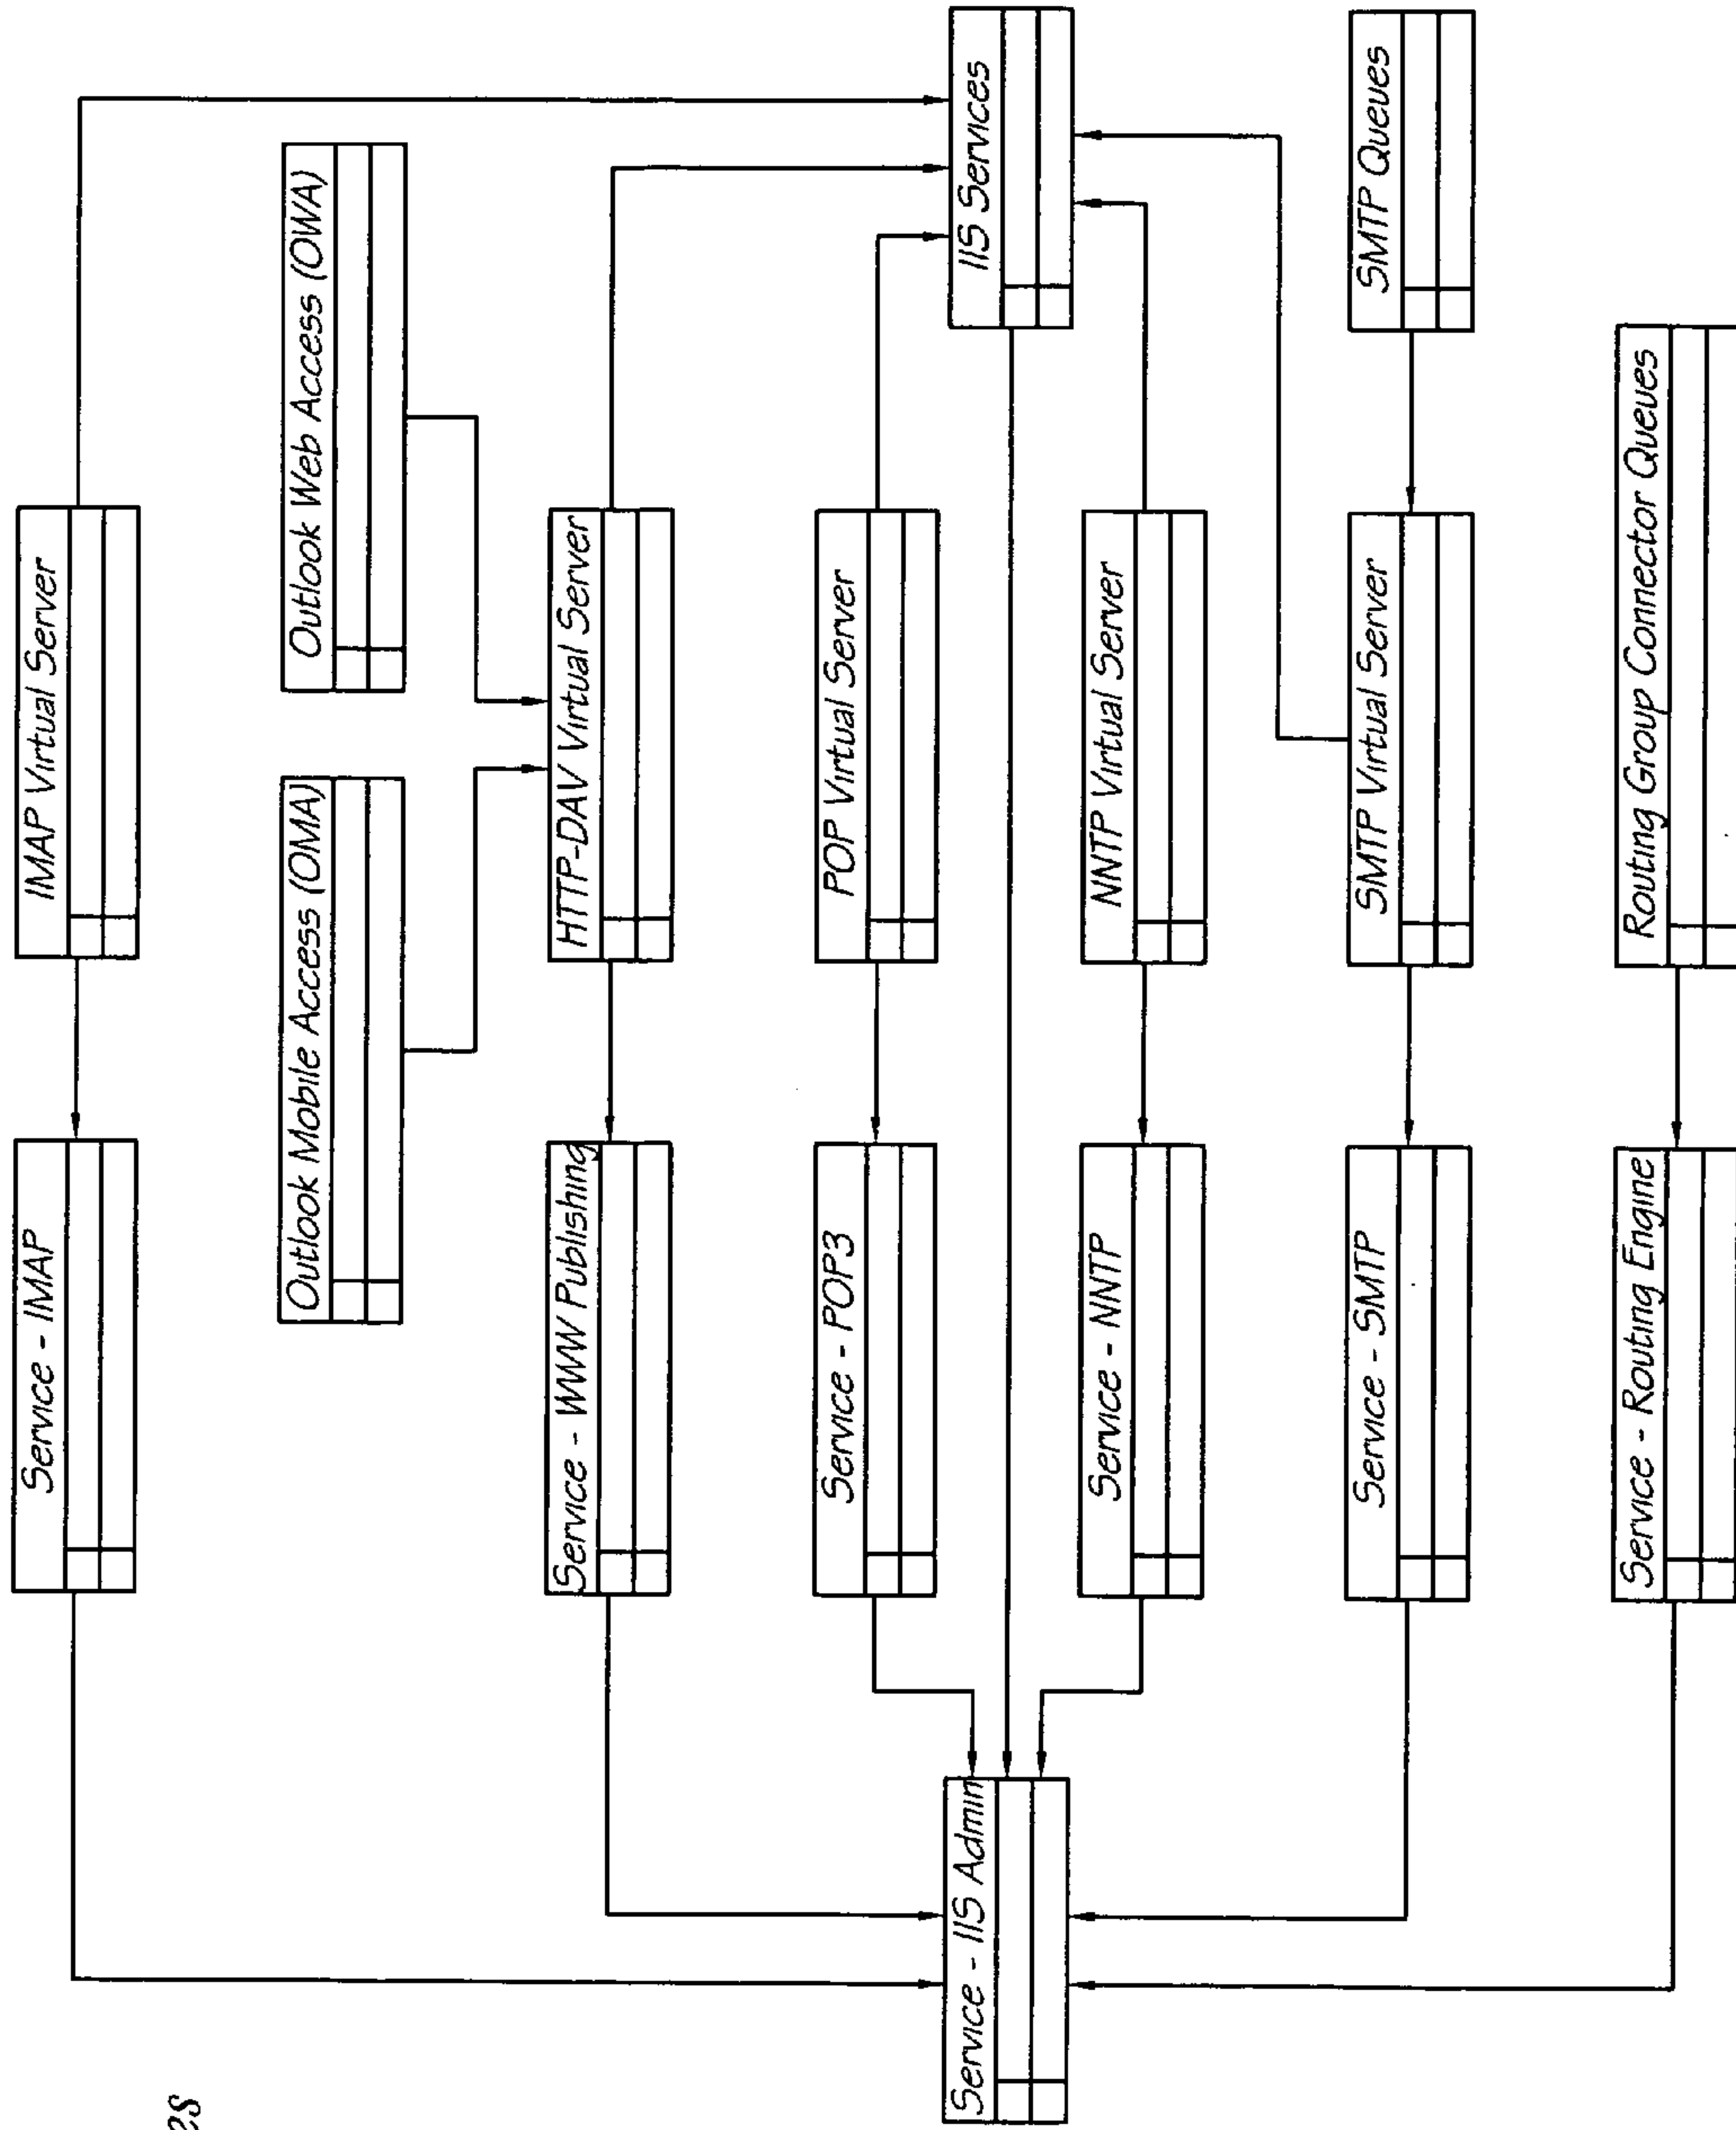 es
Service - IMAP
IMAP Virtual Server
Outlook Mobile Access (OMA)
Outlook Web Access (OWA)
Service - WWW Publishing
HTTP-DAV Virtual Server
Service - POP3
POP Virtual Server
Service - IIS Admin
IIS Services
Service - NNTP
NNTP Virtual Server
Service - SMTP
SMTP Virtual Server
SMTP Queues
Service - Routing Engine
Routing Group Connector Queues